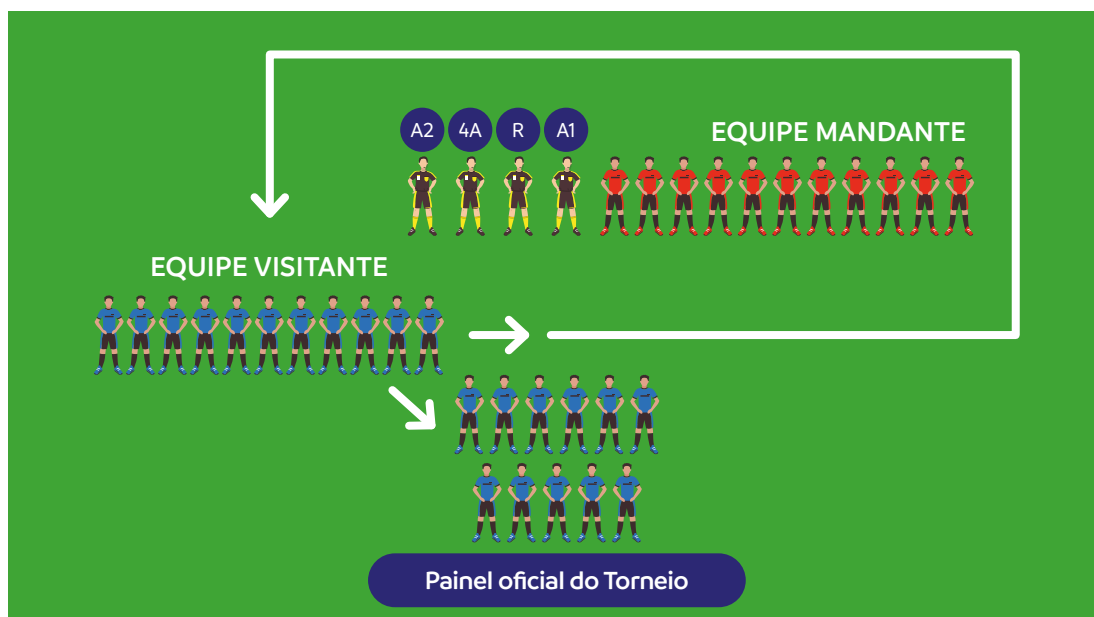 A2 4A R A1
EQUIPE MANDANTE
EQUIPE VISITANTE
Painel oficial do Torneio